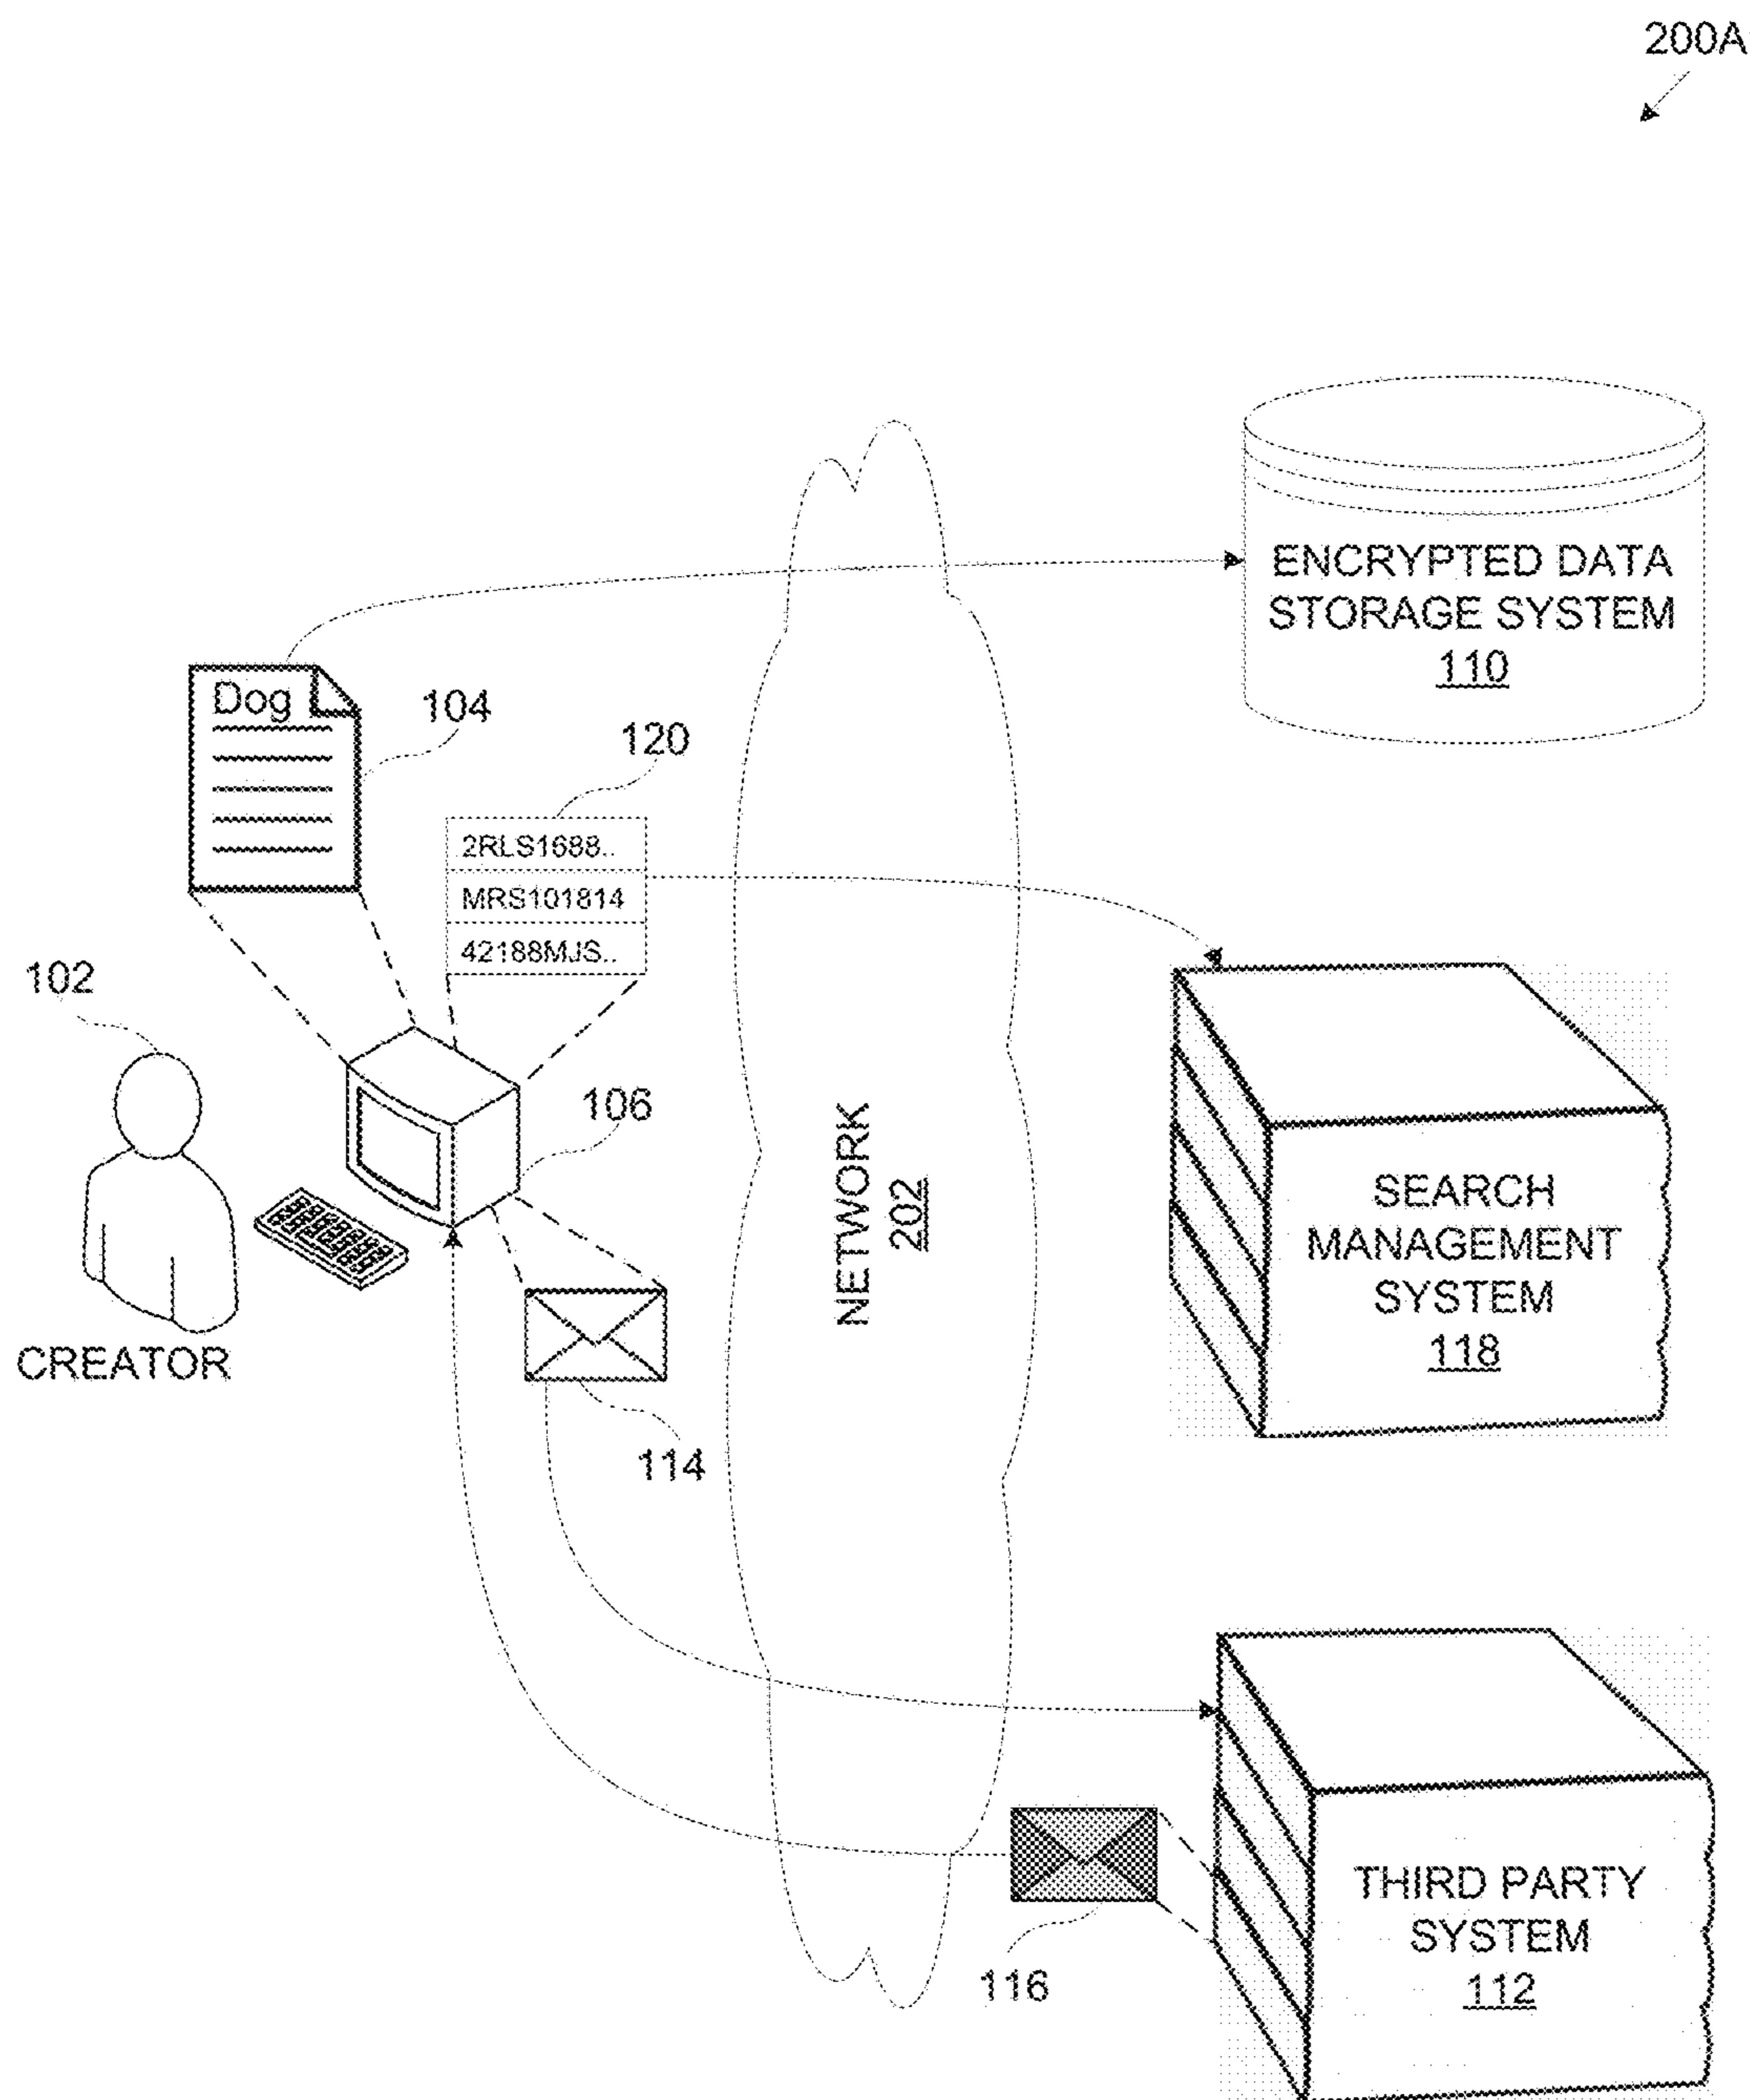 200A
ENCRYPTED DATA
STORAGE SYSTEM
110
Dog
104
120
2RLS1688..
MRS101814
42188MJS..
102
106
NETWORK
202
SEARCH
MANAGEMENT
SYSTEM
118
CREATOR
114
THIRD PARTY
SYSTEM
112
116